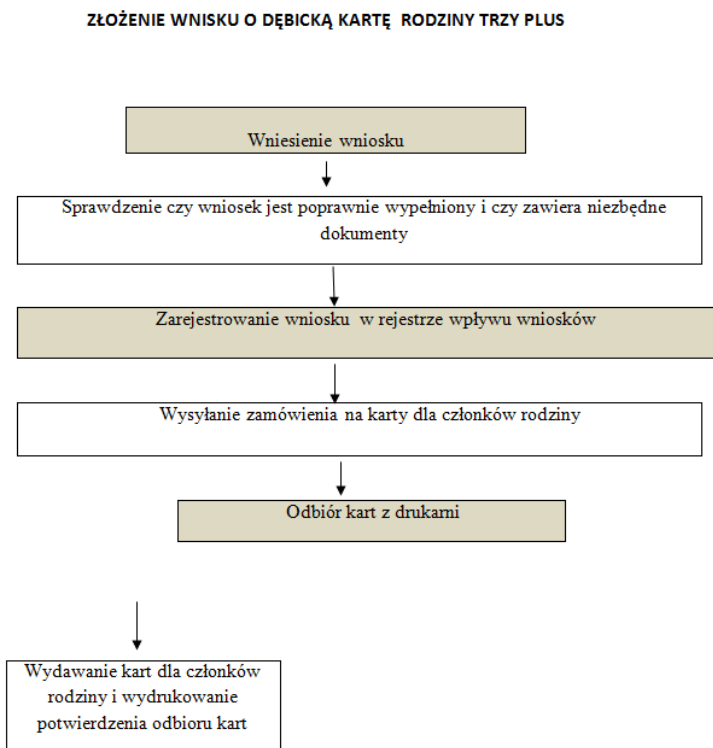 ZŁOŻENIE WNISKU O DĘBICKĄ KARTĘ RODZINY TRZY PLUS
Wniesienie wniosku
Sprawdzenie czy wniosek jest poprawnie wypełniony i czy zawiera niezbędne
dokumenty
Zarejestrowanie wniosku w rejestrze wpływu wniosków
Wysyłanie zamówienia na karty dla członków rodziny
Odbiór kart z drukarni
Wydawanie kart dla członków
rodziny i wydrukowanie
potwierdzenia odbioru kart